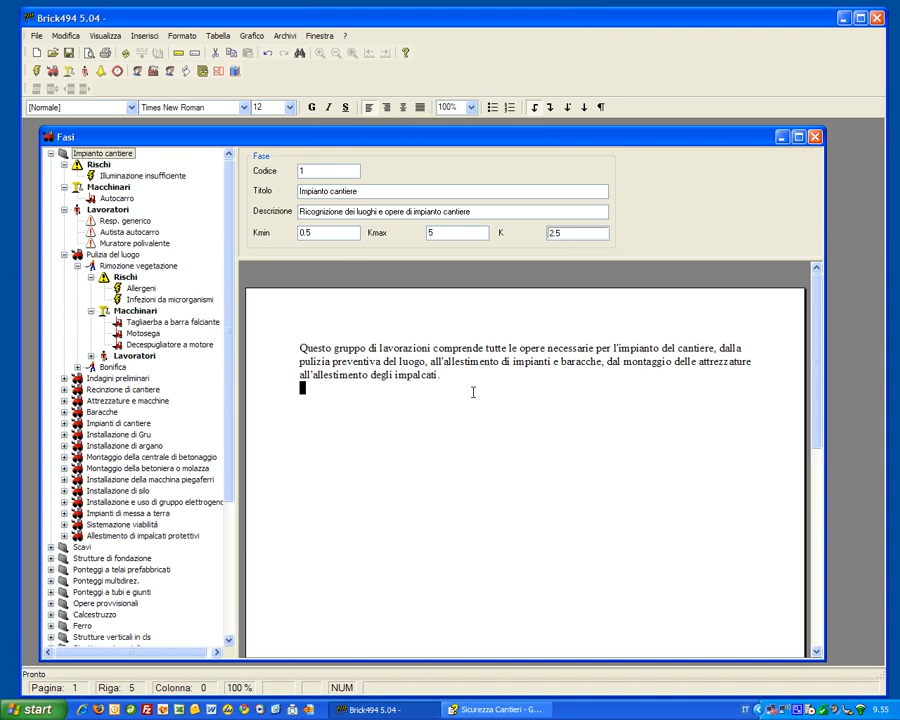 Brick494 5.04 -
File Modifica Visualizza Inserisci Formato Tabella Grafico Archivi Finestra ?
[Normale] Times New Roman 12 G I S 100%
Fasi
Impianto cantiere
Rischi
Illuminazione insufficiente
Macchinari
Autocarro
Lavoratori
Resp. generico
Autista autocarro
Muratore polivalente
Pulizia del luogo
Rimozione vegetazione
Rischi
Allergeni
Infezioni da microrganismi
Macchinari
Tagliaerba a barra falciante
Motosega
Decespugliatore a motore
Lavoratori
Bonifica
Indagini preliminari
Recinzione di cantiere
Attrezzature e macchine
Baracche
Impianti di cantiere
Installazione di Gru
Installazione di argano
Montaggio della centrale di betonaggio
Montaggio della betoniera o molazza
Installazione della macchina piegaferri
Installazione di silo
Installazione e uso di gruppo elettrogeno
Impianti di messa a terra
Sistemazione viabilità
Allestimento di impalcati protettivi
Scavi
Strutture di fondazione
Ponteggi a telai prefabbricati
Ponteggi multidirez.
Ponteggi a tubi e giunti
Opere provvisionali
Calcestruzzo
Ferro
Strutture verticali in cls
Fase
Codice 1
Titolo Impianto cantiere
Descrizione Ricognizione dei luoghi e opere di impianto cantiere
Kmin 0.5 Kmax 5 K 2.5
Questo gruppo di lavorazioni comprende tutte le opere necessarie per l'impianto del cantiere, dalla
pulizia preventiva del luogo, all'allestimento di impianti e baracche, dal montaggio delle attrezzature
all'allestimento degli impalcati.
Pronto
Pagina: 1 Riga: 5 Colonna: 0 100 % NUM
start Brick494 5.04 - Sicurezza Cantieri - G... IT 9.55